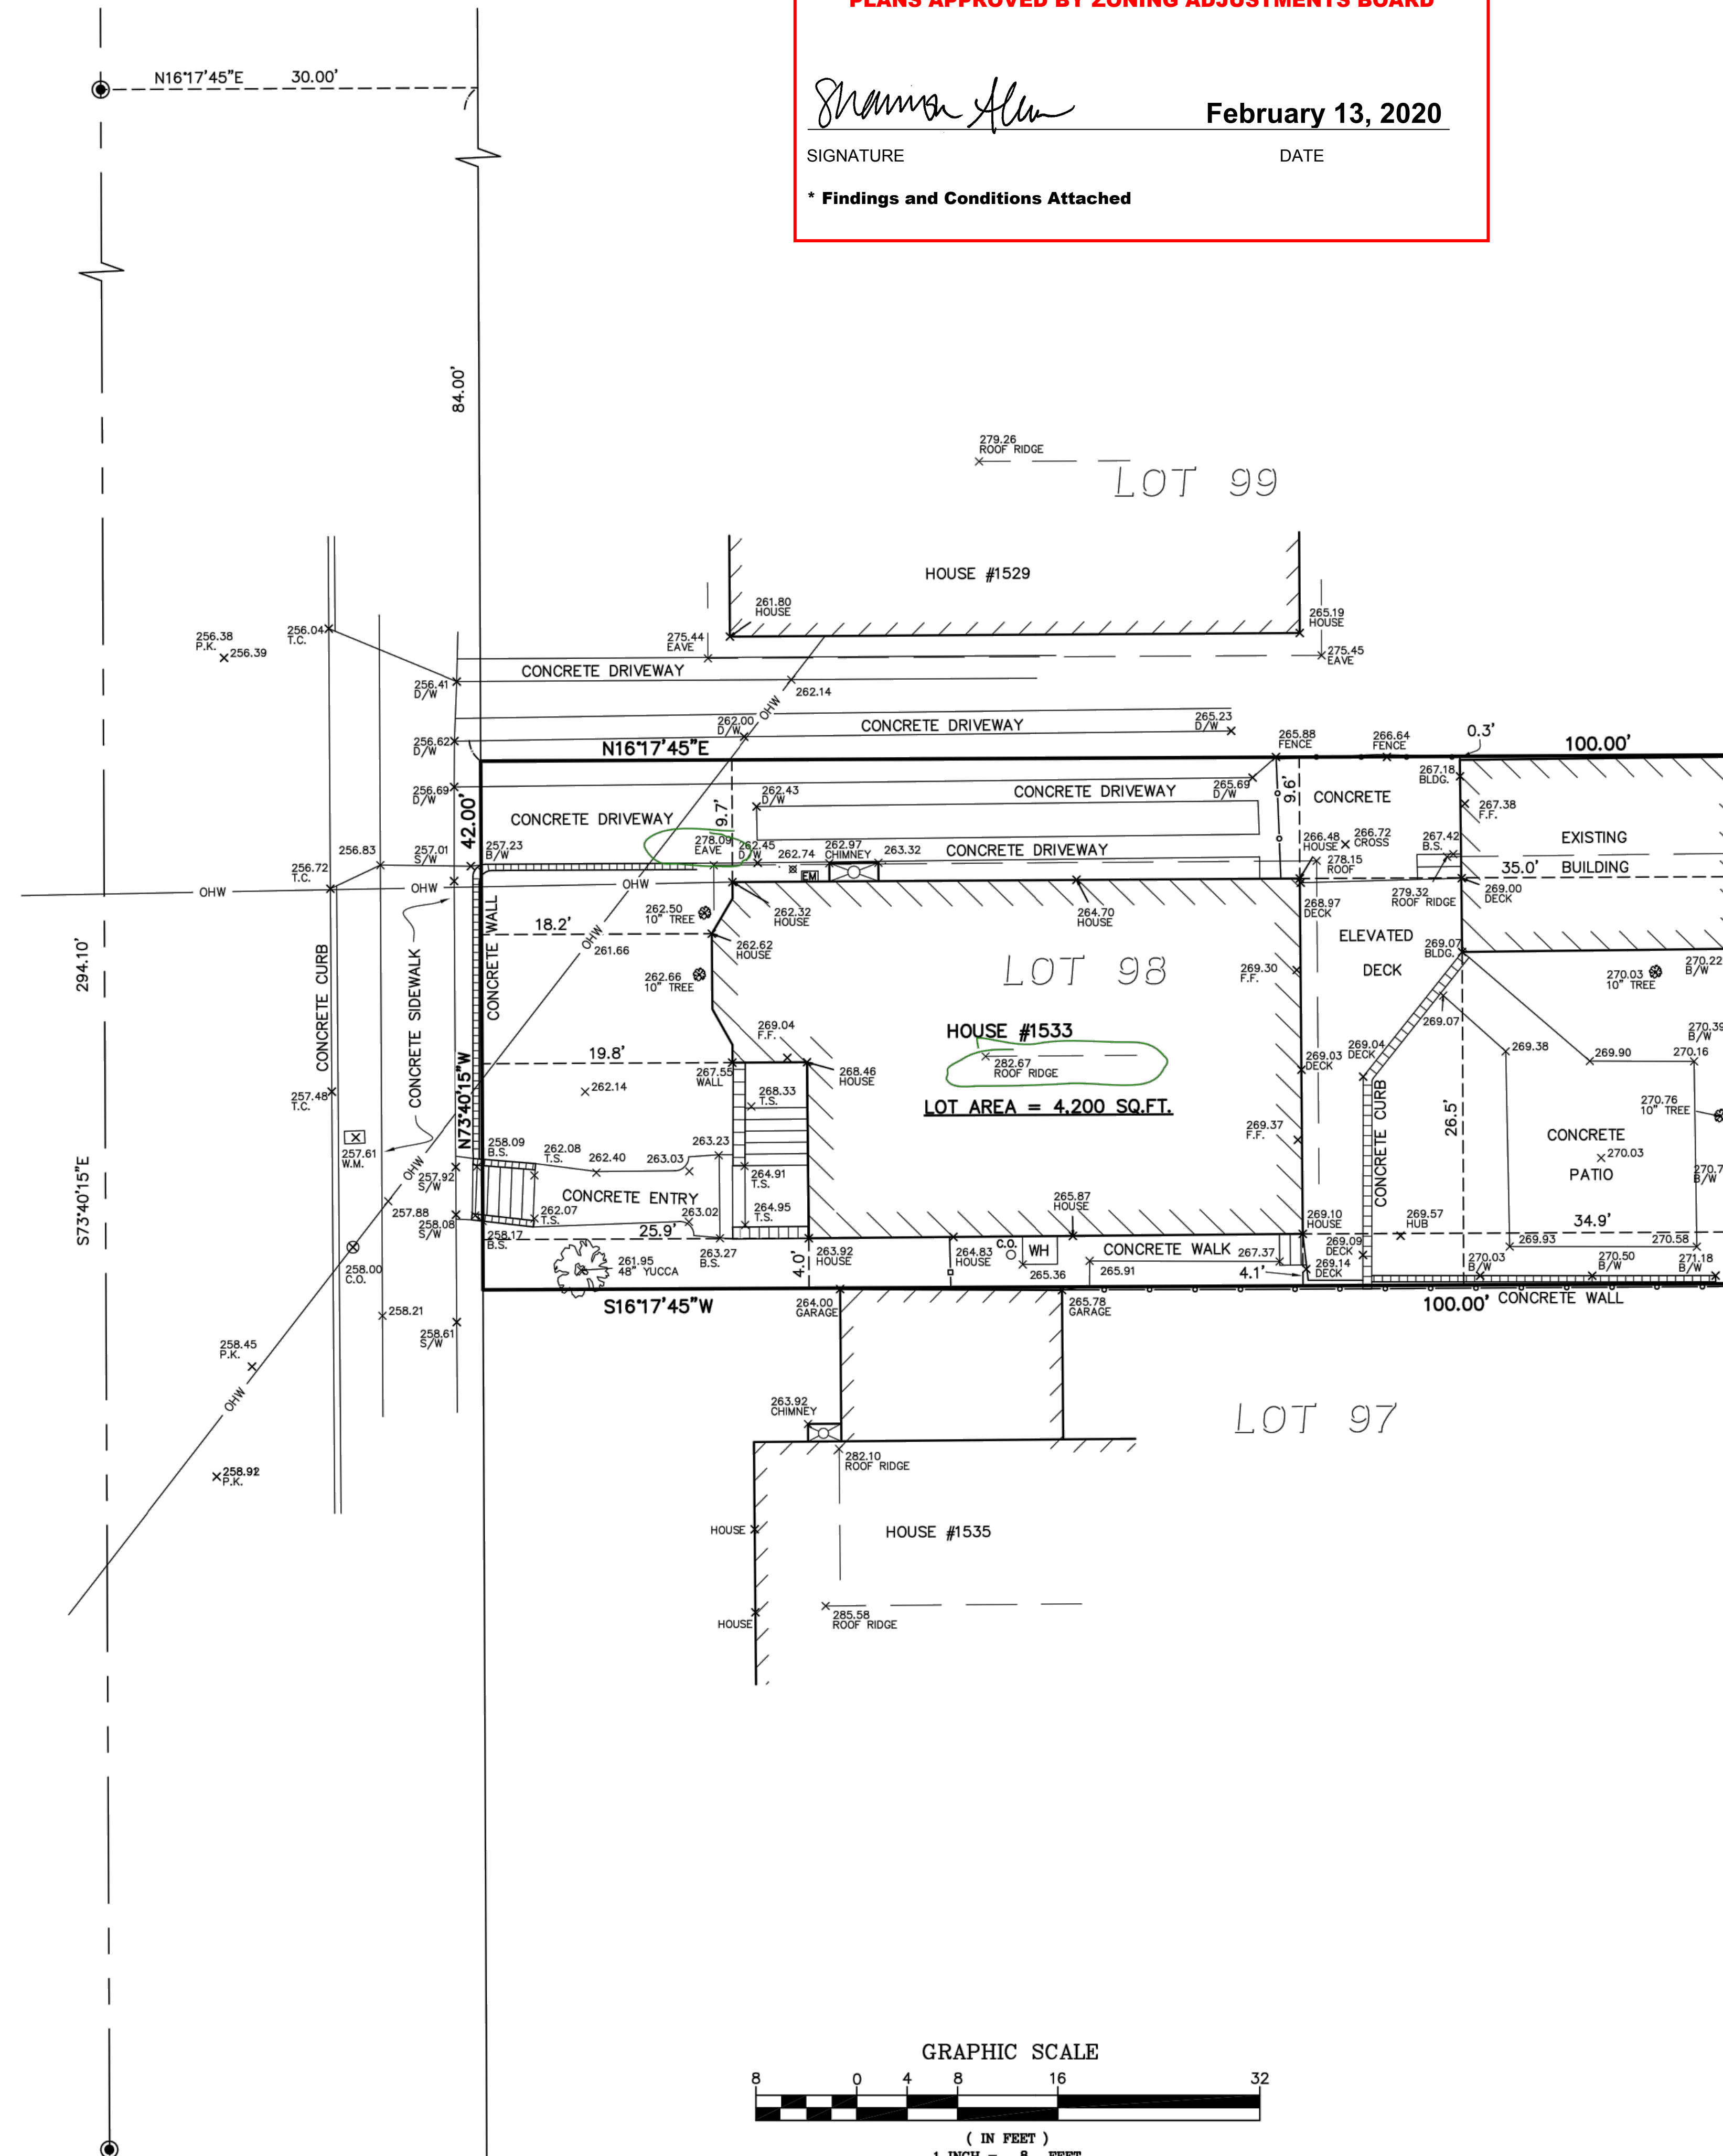 PLANS APPROVED BY ZONING ADJUSTMENTS BOARD
February 13, 2020
SIGNATURE
DATE
* Findings and Conditions Attached
N16°17'45"E
30.00'
84.00'
279.26
ROOF RIDGE
LOT 99
HOUSE #1529
261.80
HOUSE
265.19
HOUSE
275.44
EAVE
275.45
EAVE
256.38
P.K.
256.39
256.04
T.C.
256.41
D/W
CONCRETE DRIVEWAY
262.14
OHW
262.00
D/W
CONCRETE DRIVEWAY
265.23
D/W
256.62
D/W
N16°17'45"E
265.88
FENCE
266.64
FENCE
0.3'
100.00'
256.69
D/W
42.00'
CONCRETE DRIVEWAY
9.7'
262.43
D/W
CONCRETE DRIVEWAY
265.69
D/W
9.6'
CONCRETE
267.18
BLDG.
267.38
F.F.
256.83
257.01
S/W
257.23
B/W
278.09
EAVE
262.45
D/W
262.74
262.97
CHIMNEY
263.32
CONCRETE DRIVEWAY
266.48
HOUSE
266.72
CROSS
267.42
B.S.
EXISTING
BUILDING
35.0'
278.15
ROOF
279.32
ROOF RIDGE
269.00
DECK
256.72
T.C.
OHW
OHW
OHW
EM
262.50
10" TREE
262.32
HOUSE
264.70
HOUSE
268.97
DECK
18.2'
OHW
261.66
262.62
HOUSE
ELEVATED
DECK
269.07
BLDG.
270.22
B/W
294.10'
CONCRETE CURB
CONCRETE SIDEWALK
CONCRETE WALL
262.66
10" TREE
LOT 98
269.30
F.F.
270.03
10" TREE
269.07
269.04
F.F.
HOUSE #1533
282.67
ROOF RIDGE
LOT AREA = 4,200 SQ.FT.
269.03
DECK
269.04
DECK
269.38
269.90
270.16
270.39
B/W
19.8'
262.14
267.55
WALL
268.33
T.S.
268.46
HOUSE
257.48
T.C.
N73°40'15"W
269.37
F.F.
CONCRETE CURB
26.5'
270.76
10" TREE
CONCRETE
PATIO
270.03
270.7
B/W
257.61
W.M.
S73°40'15"E
OHW
258.09
B.S.
262.08
T.S.
262.40
263.03
263.23
264.91
T.S.
257.92
S/W
CONCRETE ENTRY
257.88
258.08
S/W
258.17
B.S.
262.07
T.S.
25.9'
263.02
264.95
T.S.
265.87
HOUSE
269.10
HOUSE
269.57
HUB
34.9'
258.00
C.O.
261.95
48" YUCCA
263.27
B.S.
4.0'
263.92
HOUSE
264.83
HOUSE
C.O.
WH
265.36
CONCRETE WALK
265.91
267.37
4.1'
269.09
DECK
269.14
DECK
269.93
270.58
270.03
B/W
270.50
B/W
271.18
B/W
258.21
S16°17'45"W
264.00
GARAGE
265.78
GARAGE
100.00'
CONCRETE WALL
258.61
S/W
258.45
P.K.
OHW
263.92
CHIMNEY
LOT 97
282.10
ROOF RIDGE
258.92
P.K.
HOUSE
HOUSE #1535
285.58
ROOF RIDGE
HOUSE
GRAPHIC SCALE
8 0 4 8 16 32
( IN FEET )
1 INCH = 8 FEET